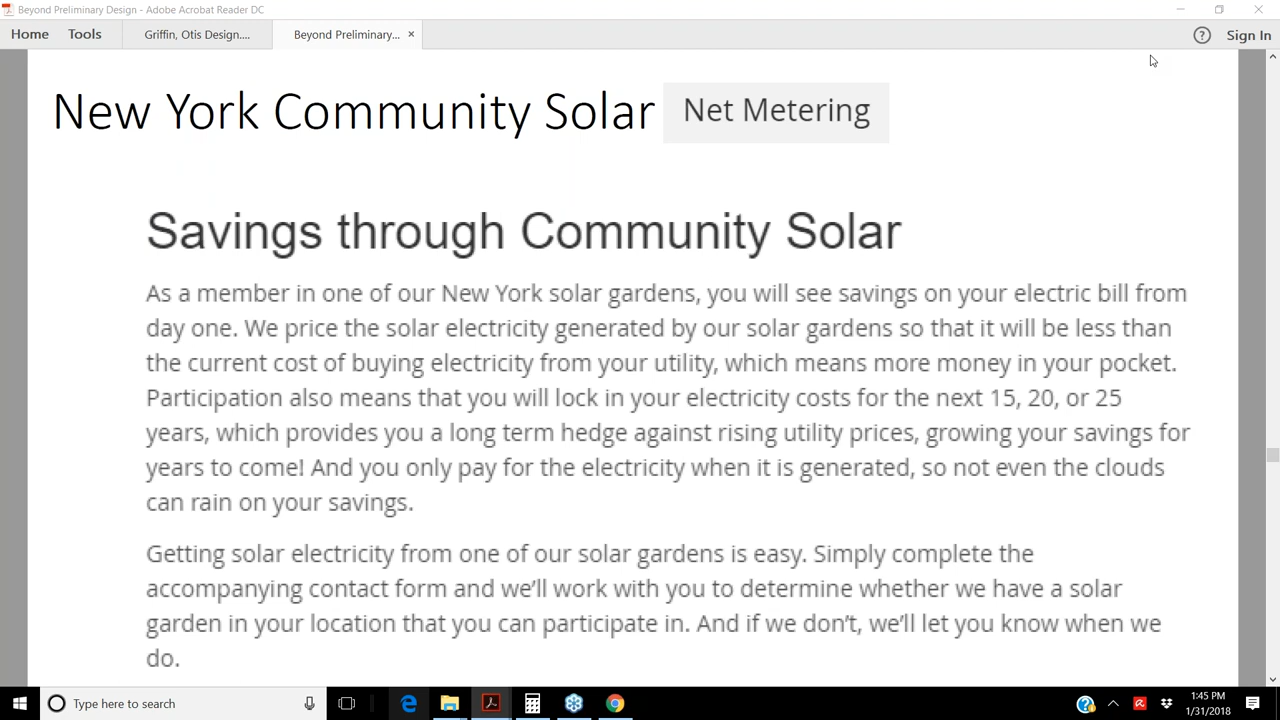 Beyond Preliminary Design - Adobe Acrobat Reader DC
Home Tools Griffin, Otis Design.... Beyond Preliminary... × ? Sign In
New York Community Solar Net Metering
Savings through Community Solar
As a member in one of our New York solar gardens, you will see savings on your electric bill from
day one. We price the solar electricity generated by our solar gardens so that it will be less than
the current cost of buying electricity from your utility, which means more money in your pocket.
Participation also means that you will lock in your electricity costs for the next 15, 20, or 25
years, which provides you a long term hedge against rising utility prices, growing your savings for
years to come! And you only pay for the electricity when it is generated, so not even the clouds
can rain on your savings.
Getting solar electricity from one of our solar gardens is easy. Simply complete the
accompanying contact form and we’ll work with you to determine whether we have a solar
garden in your location that you can participate in. And if we don’t, we’ll let you know when we
do.
Type here to search
1:45 PM
1/31/2018